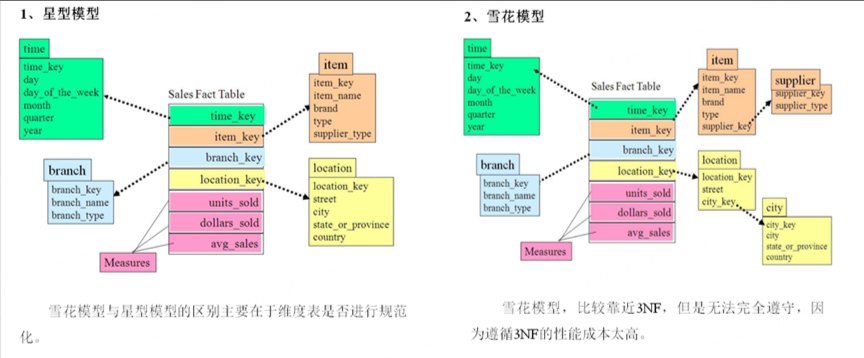 1、星型模型
time
time_key
day
day_of_the_week
month
quarter
year
item
item_key
item_name
brand
type
supplier_type
Sales Fact Table
time_key
item_key
branch_key
location_key
units_sold
dollars_sold
avg_sales
branch
branch_key
branch_name
branch_type
location
location_key
street
city
state_or_province
country
Measures
雪花模型与星型模型的区别主要在于维度表是否进行规范
化。
2、雪花模型
time
time_key
day
day_of_the_week
month
quarter
year
item
item_key
item_name
brand
type
supplier_key
supplier
supplier_key
supplier_type
Sales Fact Table
time_key
item_key
branch_key
location_key
units_sold
dollars_sold
avg_sales
branch
branch_key
branch_name
branch_type
location
location_key
street
city_key
city
city_key
city
state_or_province
country
Measures
雪花模型，比较靠近3NF，但是无法完全遵守，因
为遵循3NF的性能成本太高。